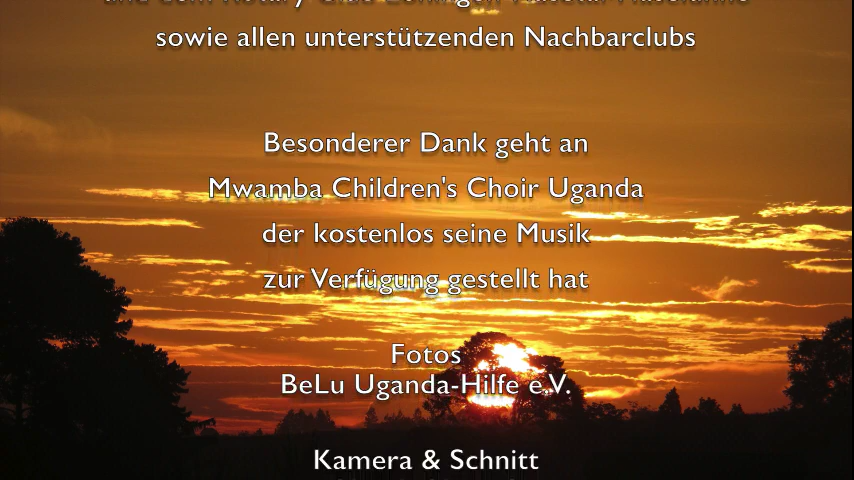 sowie allen unterstützenden Nachbarclubs
Besonderer Dank geht an
Mwamba Children's Choir Uganda
der kostenlos seine Musik
zur Verfügung gestellt hat
Fotos
BeLu Uganda-Hilfe e.V.
Kamera & Schnitt